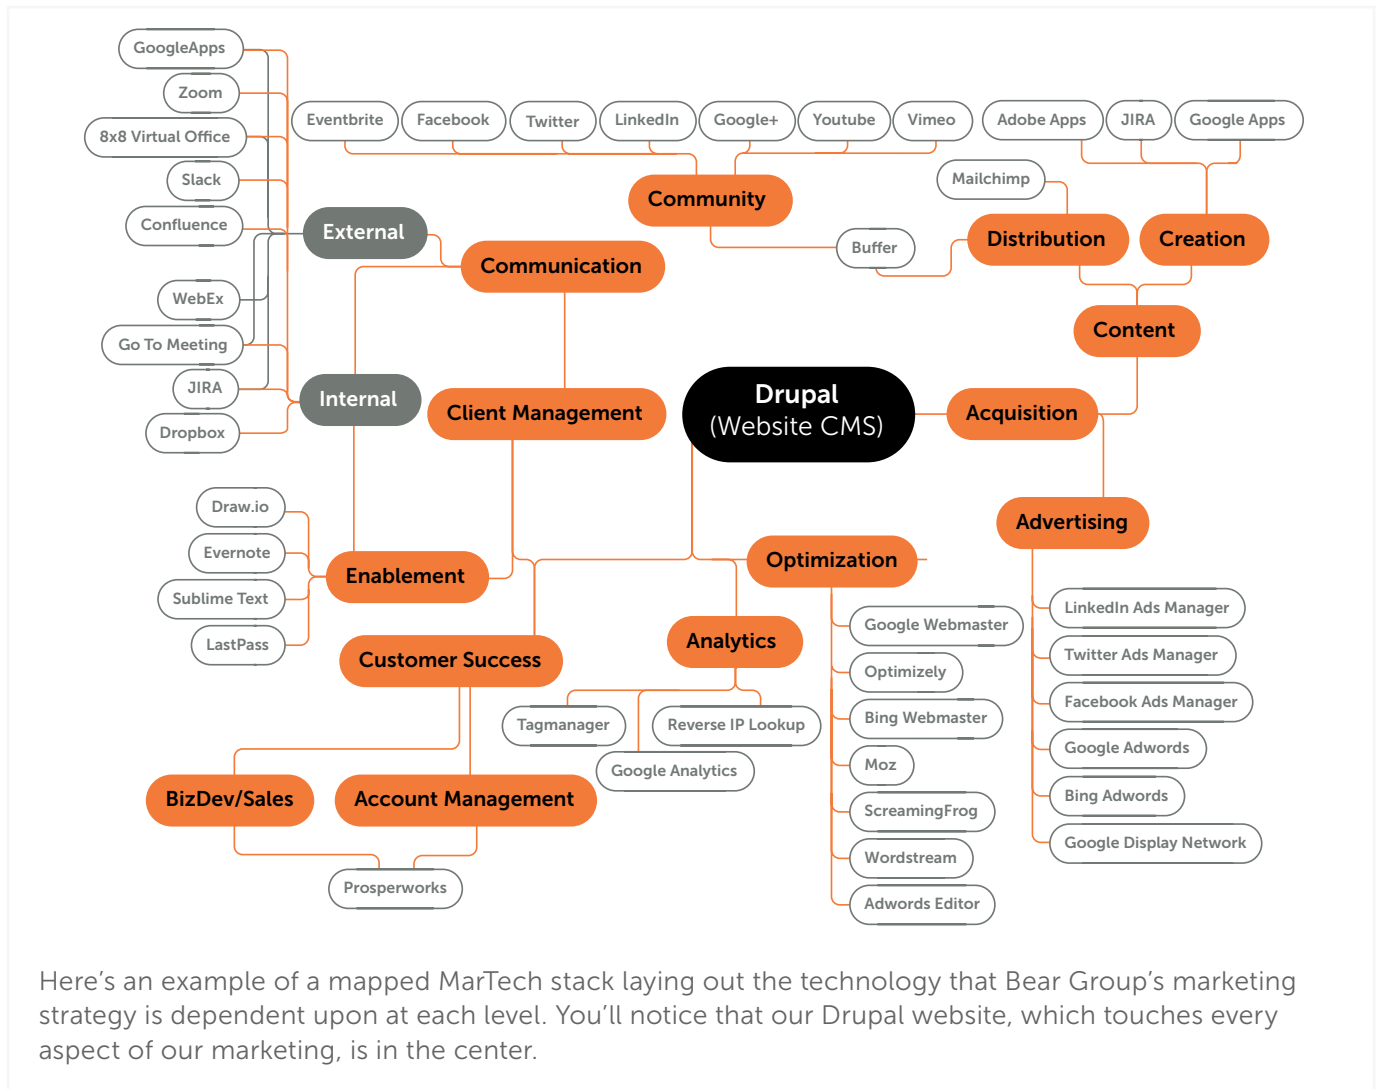 GoogleApps
Zoom
8x8 Virtual Office
Slack
Confluence
WebEx
Go To Meeting
JIRA
Dropbox
External
Internal
Communication
Client Management
Eventbrite
Facebook
Twitter
LinkedIn
Google+
Youtube
Vimeo
Community
Buffer
Adobe Apps
JIRA
Google Apps
Mailchimp
Distribution
Creation
Content
Drupal
(Website CMS)
Acquisition
Advertising
LinkedIn Ads Manager
Twitter Ads Manager
Facebook Ads Manager
Google Adwords
Bing Adwords
Google Display Network
Draw.io
Evernote
Sublime Text
LastPass
Enablement
Customer Success
BizDev/Sales
Account Management
Prosperworks
Analytics
Tagmanager
Reverse IP Lookup
Google Analytics
Optimization
Google Webmaster
Optimizely
Bing Webmaster
Moz
ScreamingFrog
Wordstream
Adwords Editor
Here’s an example of a mapped MarTech stack laying out the technology that Bear Group’s marketing
strategy is dependent upon at each level. You’ll notice that our Drupal website, which touches every
aspect of our marketing, is in the center.